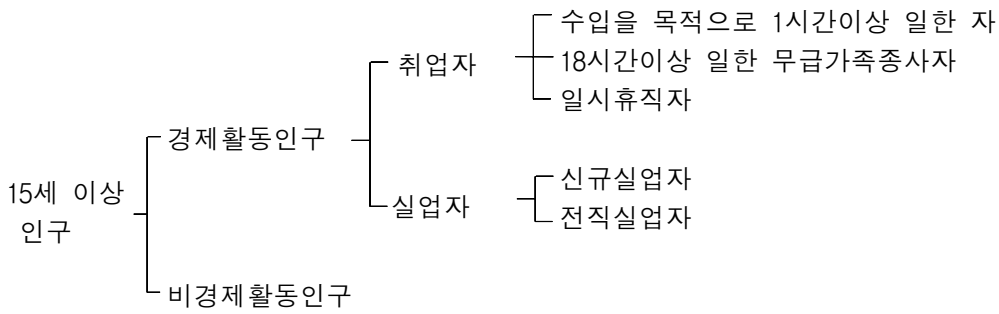 수입을 목적으로 1시간이상 일한 자
취업자
18시간이상 일한 무급가족종사자
일시휴직자
경제활동인구
15세 이상
인구
신규실업자
실업자
전직실업자
비경제활동인구